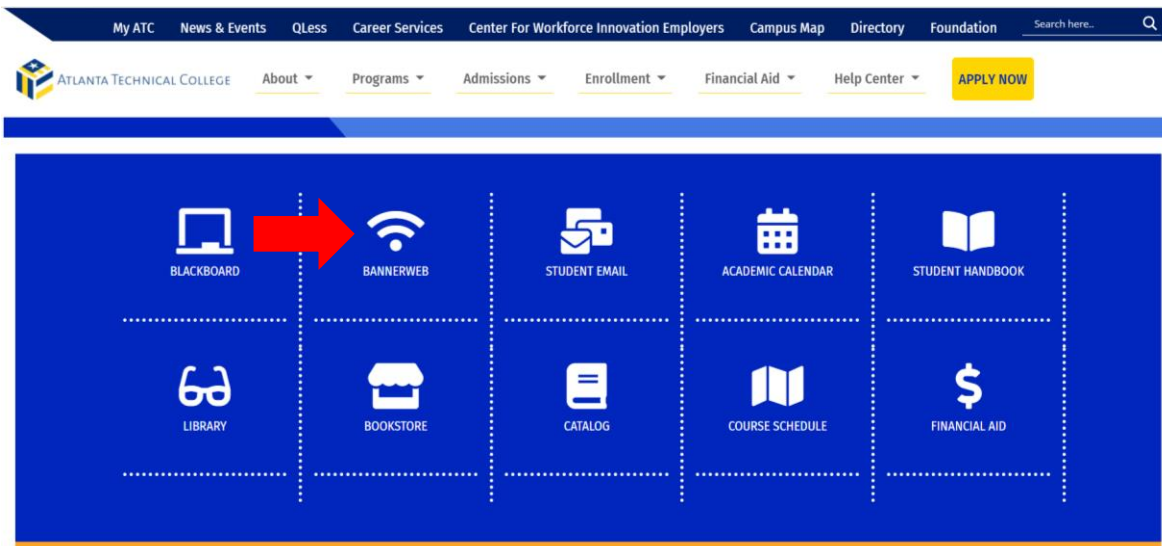 My ATC News & Events QLess Career Services Center For Workforce Innovation Employers Campus Map Directory Foundation Search here..
ATLANTA TECHNICAL COLLEGE About Programs Admissions Enrollment Financial Aid Help Center APPLY NOW
BLACKBOARD BANNERWEB STUDENT EMAIL ACADEMIC CALENDAR STUDENT HANDBOOK
LIBRARY BOOKSTORE CATALOG COURSE SCHEDULE FINANCIAL AID